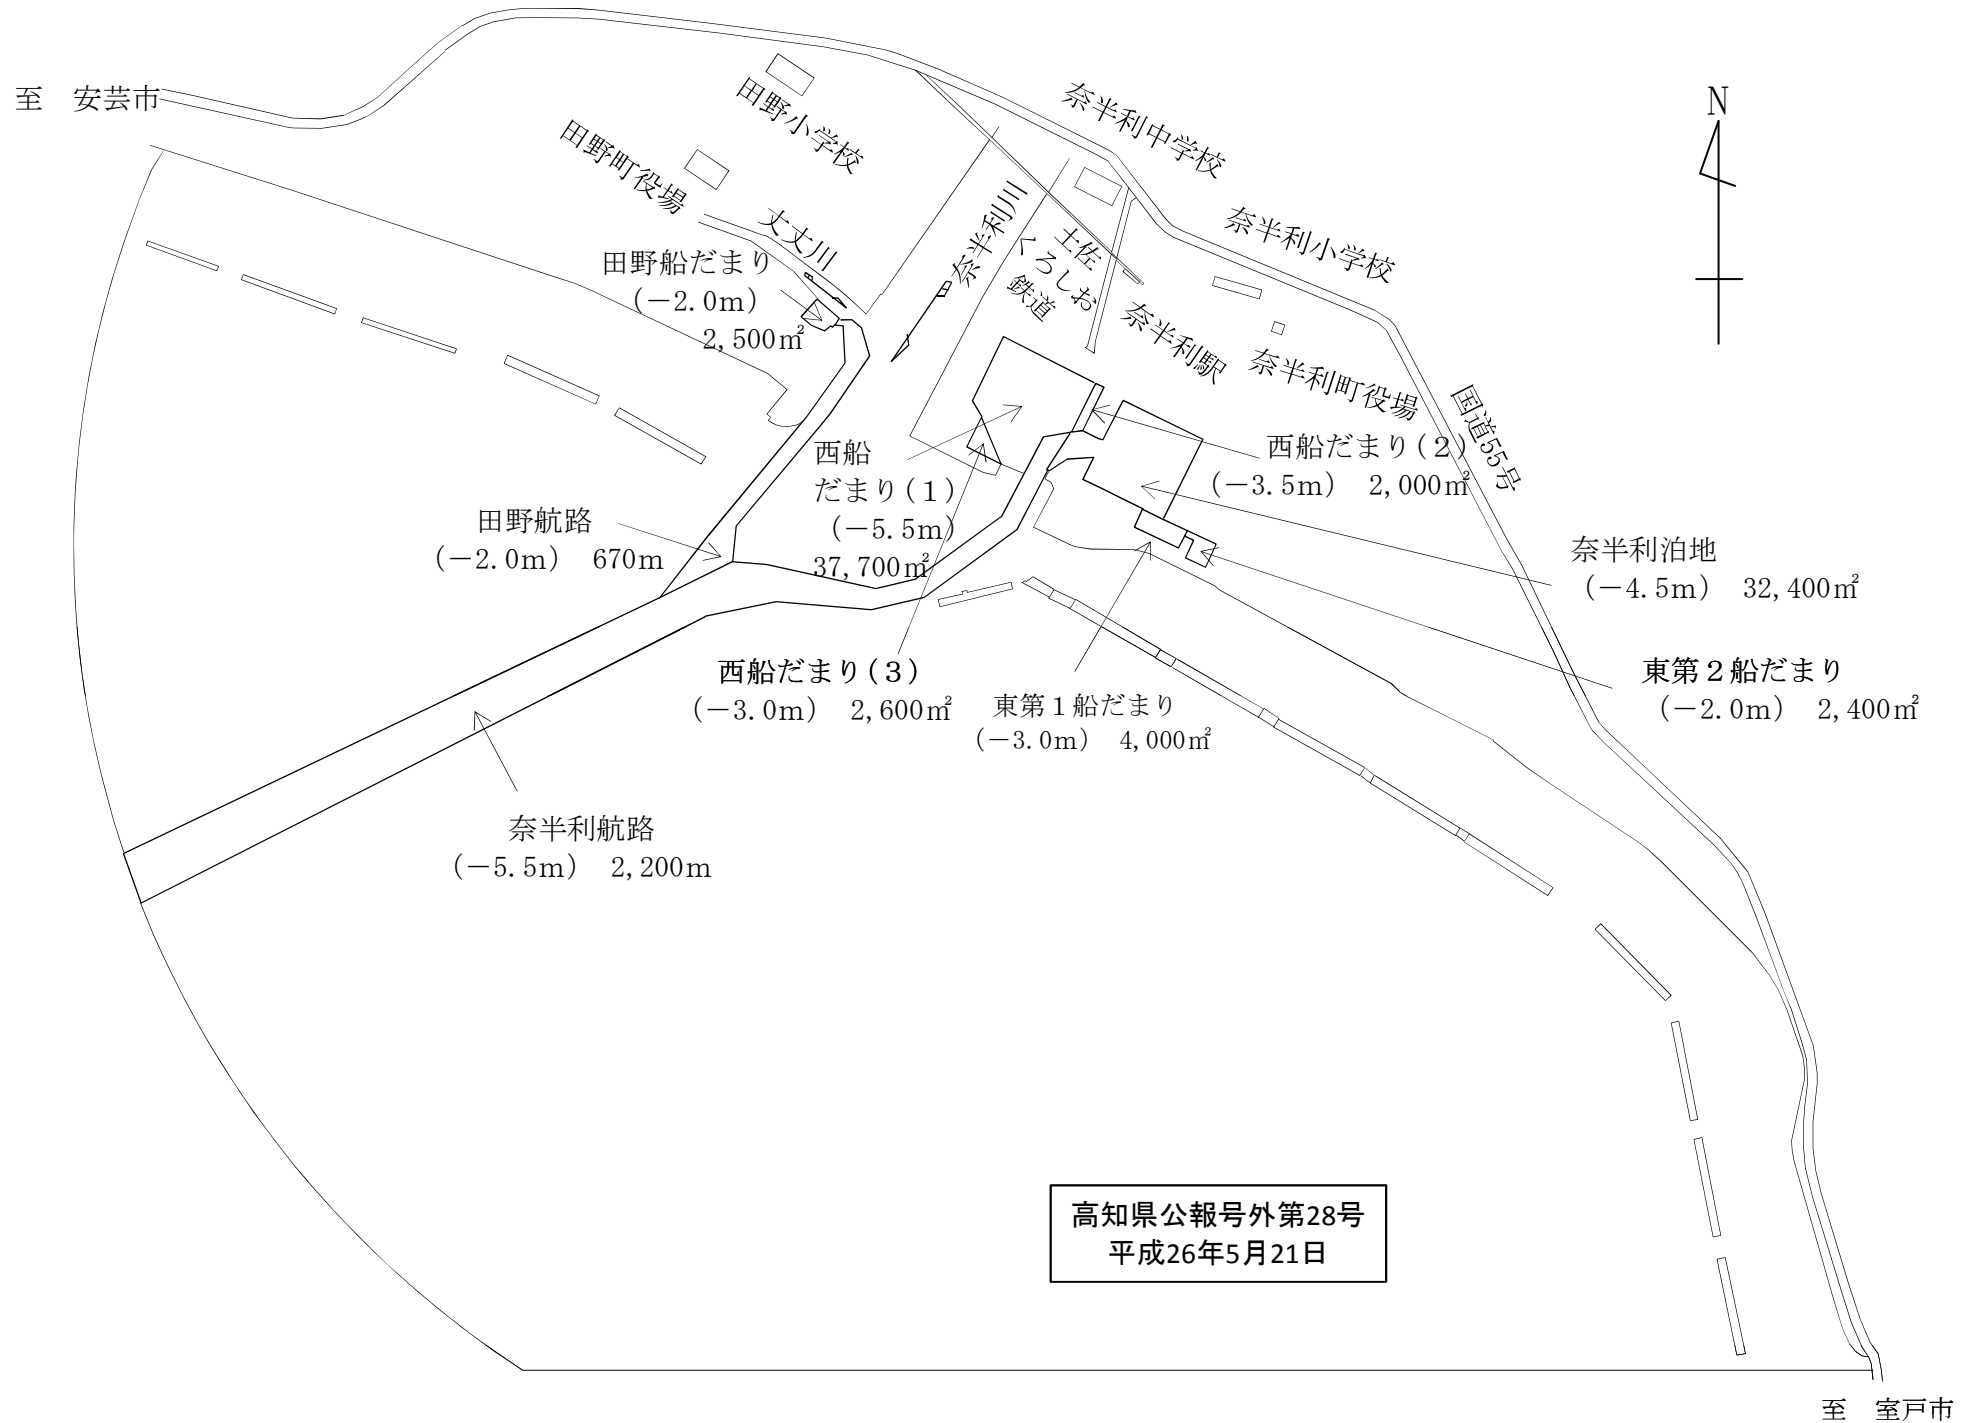 至　安芸市
田野小学校
田野町役場
丈丈川
奈半利川
土佐
くろしお
鉄道
奈半利中学校
奈半利小学校
奈半利駅
奈半利町役場
国道55号
N
田野船だまり
(－2.0m)
2,500㎡
西船
だまり(１)
(－5.5m)
37,700㎡
西船だまり(２)
(－3.5m)　2,000㎡
田野航路
(－2.0m)　670m
奈半利泊地
(－4.5m)　32,400㎡
西船だまり(３)
(－3.0m)　2,600㎡
東第１船だまり
(－3.0m)　4,000㎡
東第２船だまり
(－2.0m)　2,400㎡
奈半利航路
(－5.5m)　2,200m
高知県公報号外第28号
平成26年5月21日
至　室戸市